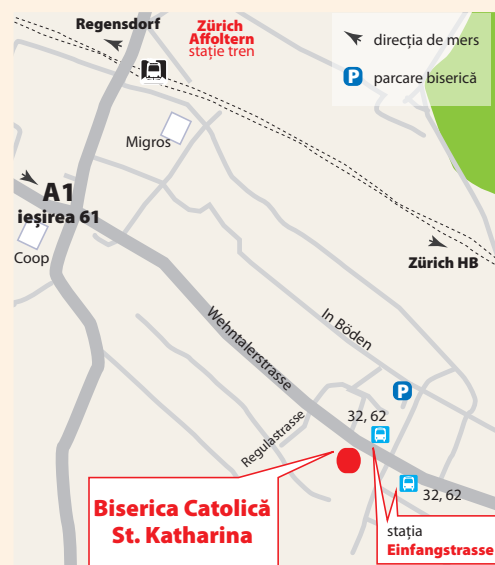 Regensdorf
Zürich
Affoltern
stație tren
direcția de mers
P parcare biserică
Migros
A1
ieșirea 61
Coop
Zürich HB
In Böden
Wehntalerstrasse
P
32, 62
Regulastrasse
32, 62
Biserica Catolică
St. Katharina
stația
Einfangstrasse